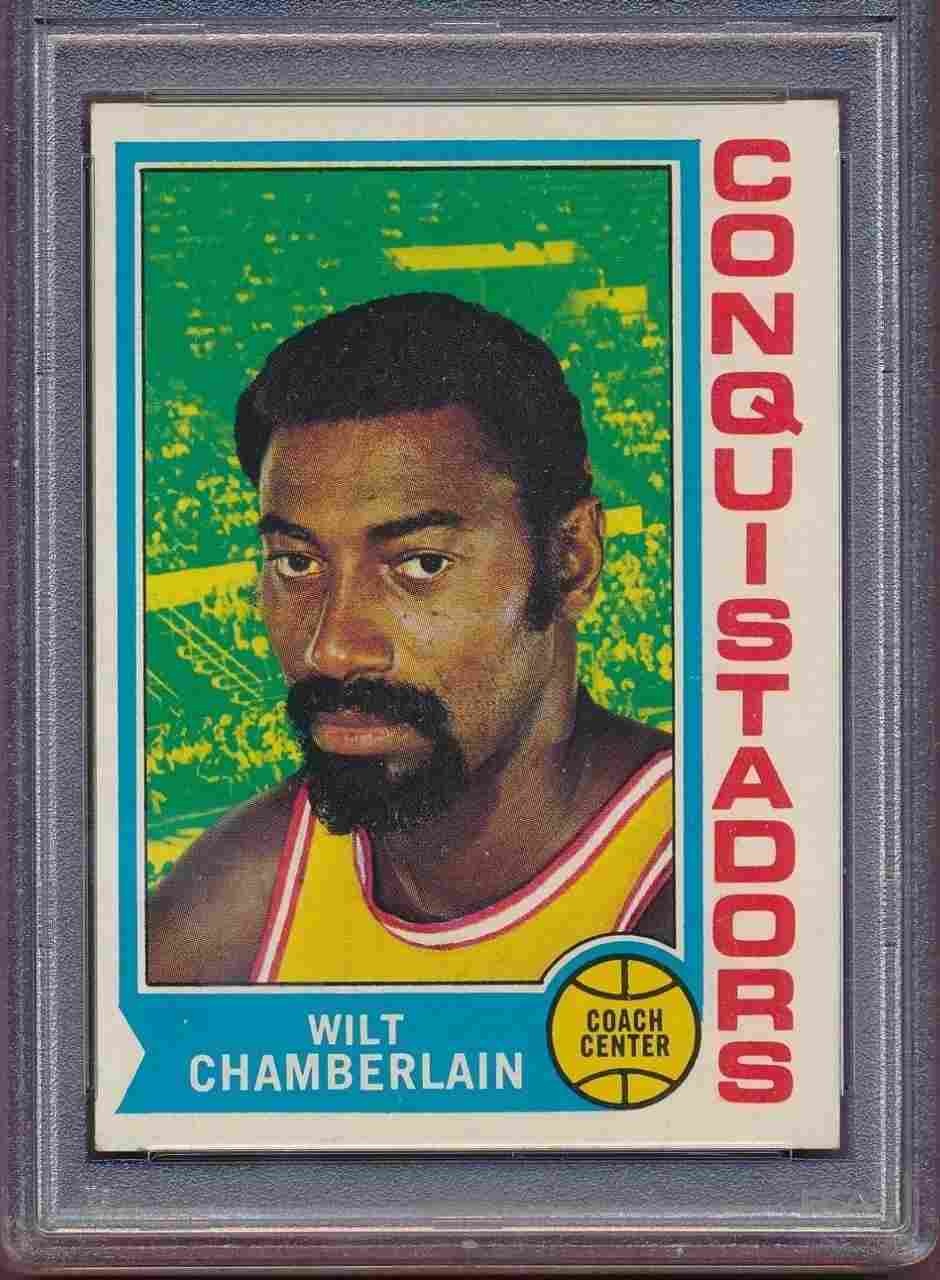 CONQUISTADORS
WILT
CHAMBERLAIN
COACH
CENTER